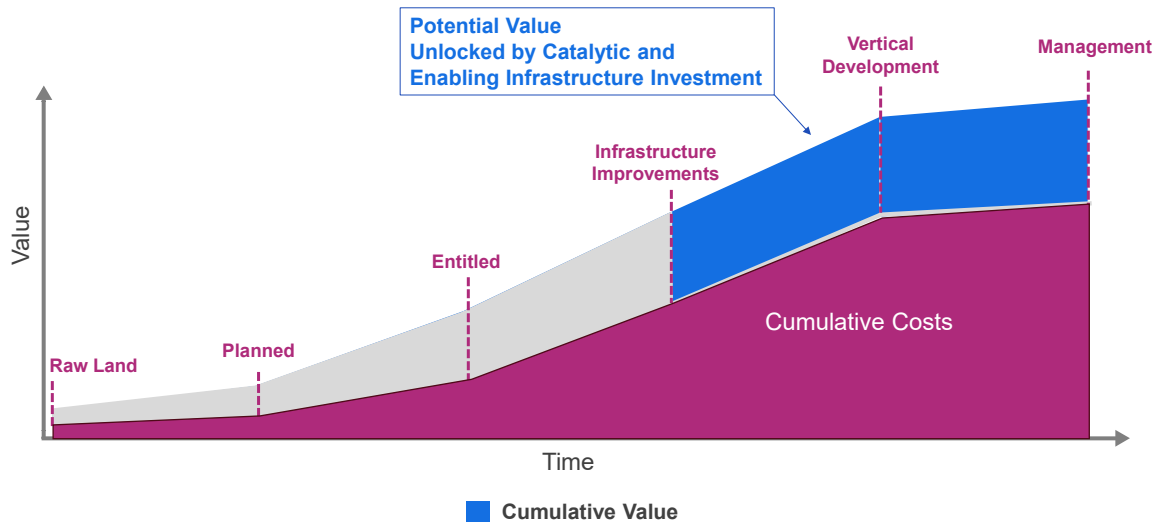 Potential Value
Unlocked by Catalytic and
Enabling Infrastructure Investment
Vertical
Development
Management
Infrastructure
Improvements
Entitled
Planned
Raw Land
Value
Cumulative Costs
Time
Cumulative Value